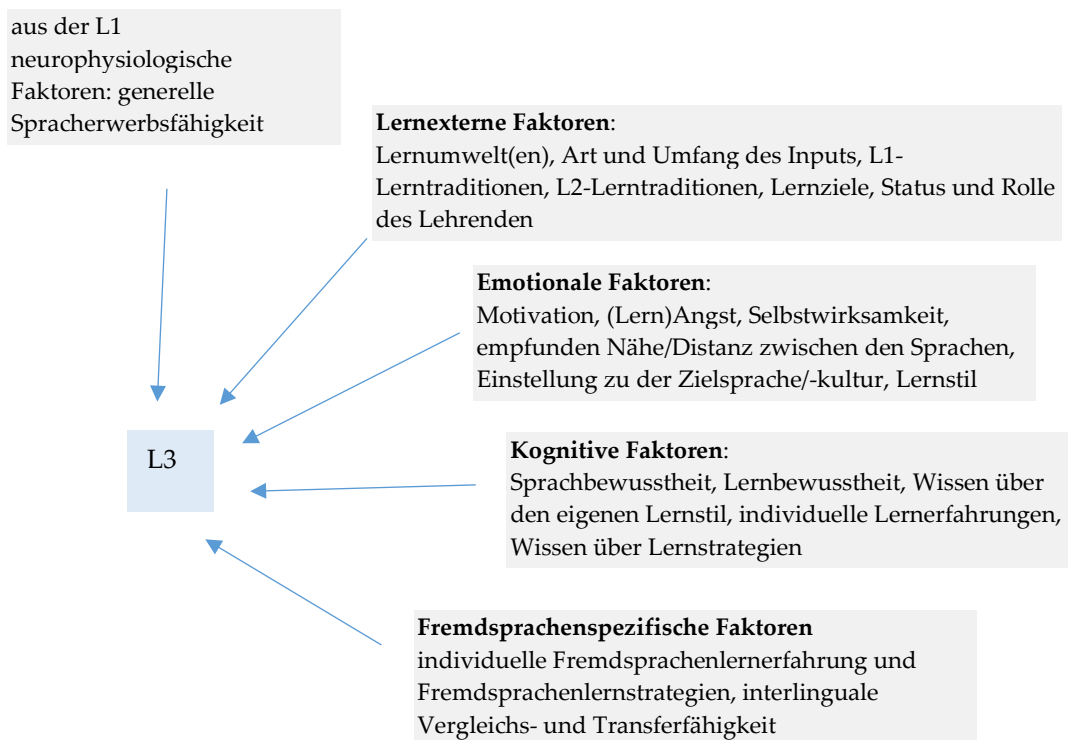 aus der L1
neurophysiologische
Faktoren: generelle
Spracherwerbsfähigkeit
Lernexterne Faktoren:
Lernumwelt(en), Art und Umfang des Inputs, L1-
Lerntraditionen, L2-Lerntraditionen, Lernziele, Status und Rolle
des Lehrenden
Emotionale Faktoren:
Motivation, (Lern)Angst, Selbstwirksamkeit,
empfunden Nähe/Distanz zwischen den Sprachen,
Einstellung zu der Zielsprache/-kultur, Lernstil
L3
Kognitive Faktoren:
Sprachbewusstheit, Lernbewusstheit, Wissen über
den eigenen Lernstil, individuelle Lernerfahrungen,
Wissen über Lernstrategien
Fremdsprachenspezifische Faktoren
individuelle Fremdsprachenlernerfahrung und
Fremdsprachenlernstrategien, interlinguale
Vergleichs- und Transferfähigkeit